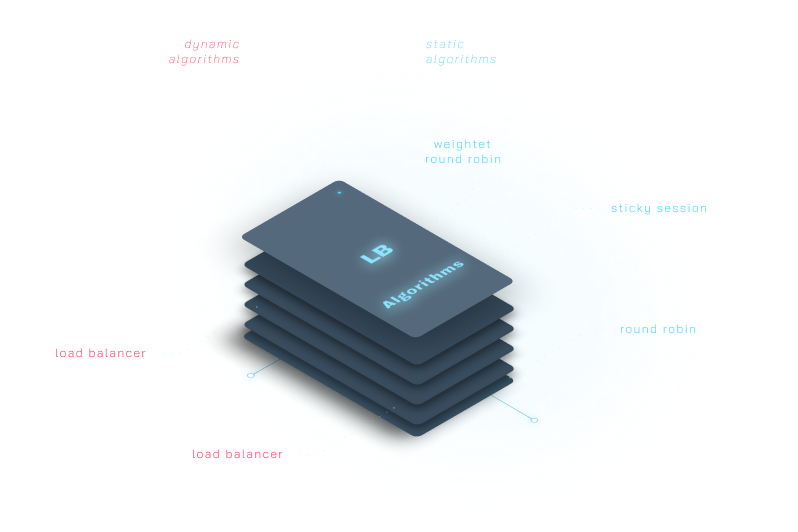 dynamic
algorithms
static
algorithms
weightet
round robin
sticky session
LB
Algorithms
round robin
load balancer
load balancer